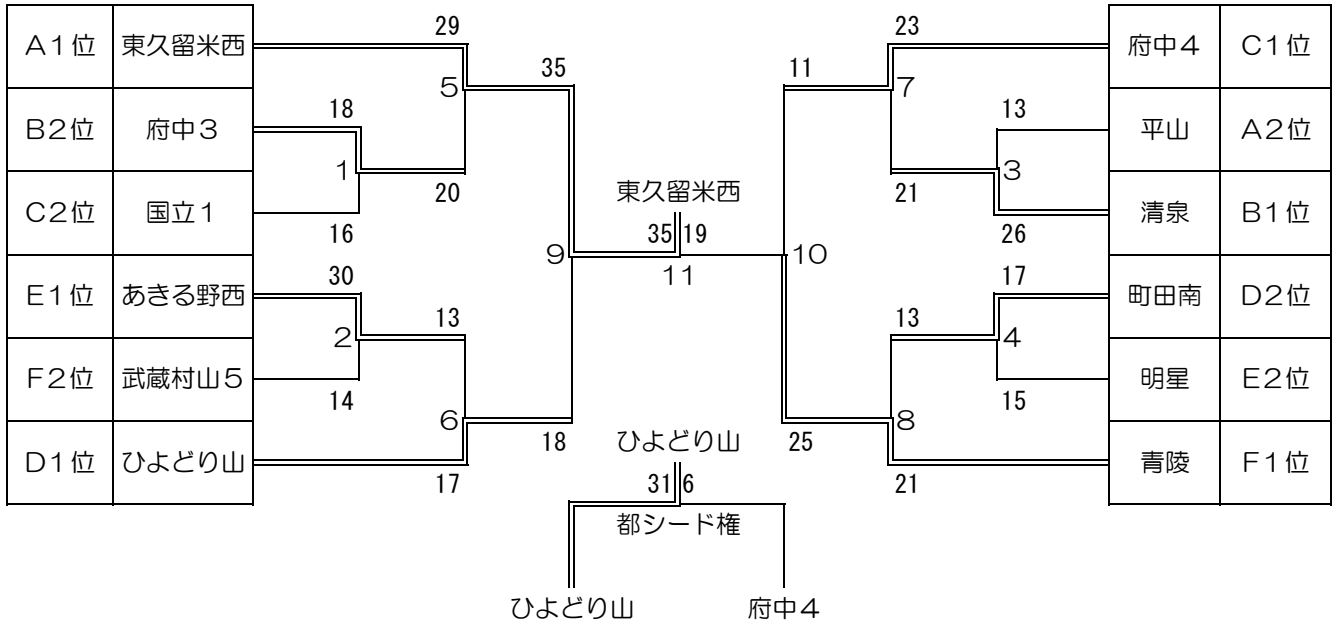 29
23
A1位 東久留米西
府中4 C1位
35
11
5
7
18
13
B2位 府中3
平山 A2位
1
3
20
東久留米西
21
C2位 国立1
清泉 B1位
16
35 19
26
9
10
11
30
17
E1位 あきる野西
町田南 D2位
13
13
2
4
F2位 武蔵村山5
明星 E2位
14
15
6
8
18
ひよどり山
25
D1位 ひよどり山
青陵 F1位
17
31 6
21
都シード権
ひよどり山
府中4